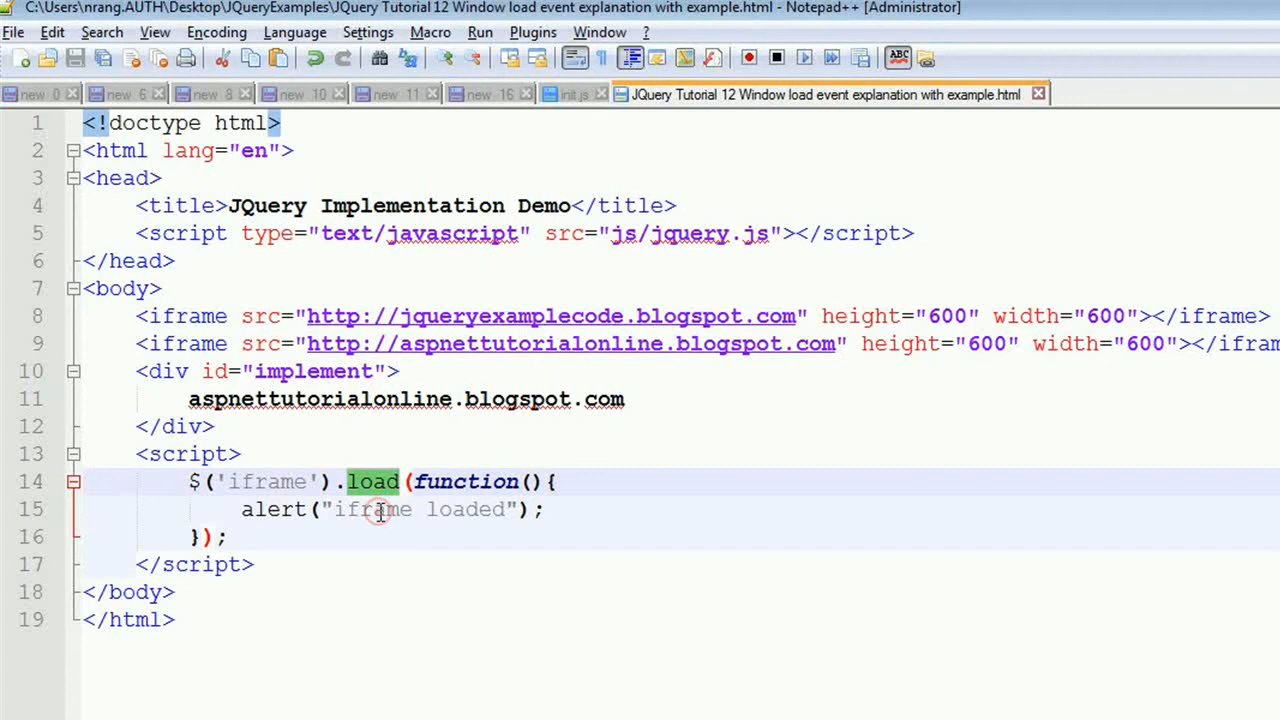 C:\Users\nrang.AUTH\Desktop\JQueryExamples\JQuery Tutorial 12 Window load event explanation with example.html - Notepad++ [Administrator]
File Edit Search View Encoding Language Settings Macro Run Plugins Window ?
ABC
new 0 new 6 new 8 new 10 new 11 new 16 init.js JQuery Tutorial 12 Window load event explanation with example.html
1 <!doctype html>
2 <html lang="en">
3 <head>
4 <title>JQuery Implementation Demo</title>
5 <script type="text/javascript" src="js/jquery.js"></script>
6 </head>
7 <body>
8 <iframe src="http://jqueryexamplecode.blogspot.com" height="600" width="600"></iframe>
9 <iframe src="http://aspnettutorialonline.blogspot.com" height="600" width="600"></ifram
10 <div id="implement">
11 aspnettutorialonline.blogspot.com
12 </div>
13 <script>
14 $('iframe').load(function(){
15 alert("iframe loaded");
16 });
17 </script>
18 </body>
19 </html>